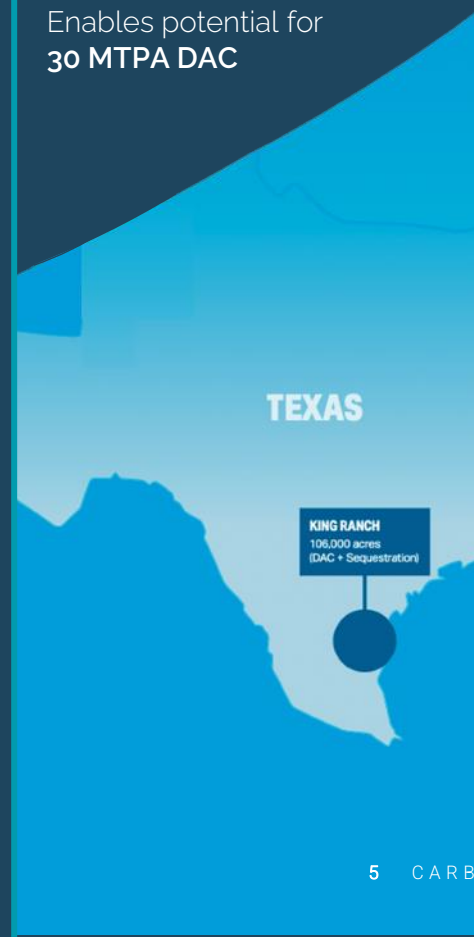 Enables potential for
30 MTPA DAC
TEXAS
KING RANCH
106,000 acres
(DAC + Sequestration)
5 CARB